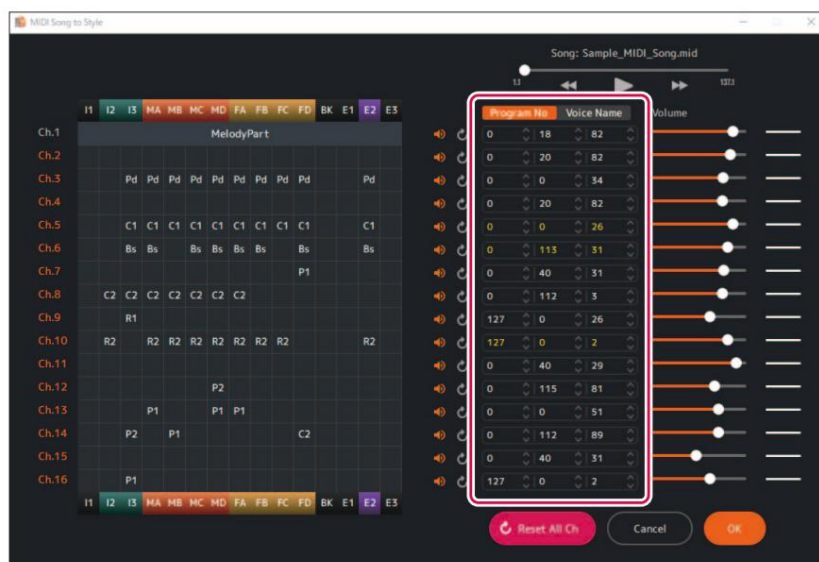 MIDI Song to Style
Song: Sample_MIDI_Song.mid
1.1 137.1
I1 I2 I3 MA MB MC MD FA FB FC FD BK E1 E2 E3 Program No Voice Name Volume
Ch.1 MelodyPart 0 18 82
Ch.2 0 20 82
Ch.3 Pd Pd Pd Pd Pd Pd Pd Pd Pd Pd 0 0 34
Ch.4 0 20 82
Ch.5 C1 C1 C1 C1 C1 C1 C1 C1 C1 C1 0 0 26
Ch.6 Bs Bs Bs Bs Bs Bs Bs Bs 0 113 31
Ch.7 P1 0 40 31
Ch.8 C2 C2 C2 C2 C2 C2 C2 0 112 3
Ch.9 R1 127 0 26
Ch.10 R2 R2 R2 R2 R2 R2 R2 R2 R2 127 0 2
Ch.11 0 40 29
Ch.12 P2 0 115 81
Ch.13 P1 P1 P1 0 0 51
Ch.14 P2 P1 C2 0 112 89
Ch.15 0 40 31
Ch.16 P1 127 0 2
I1 I2 I3 MA MB MC MD FA FB FC FD BK E1 E2 E3
Reset All Ch Cancel OK